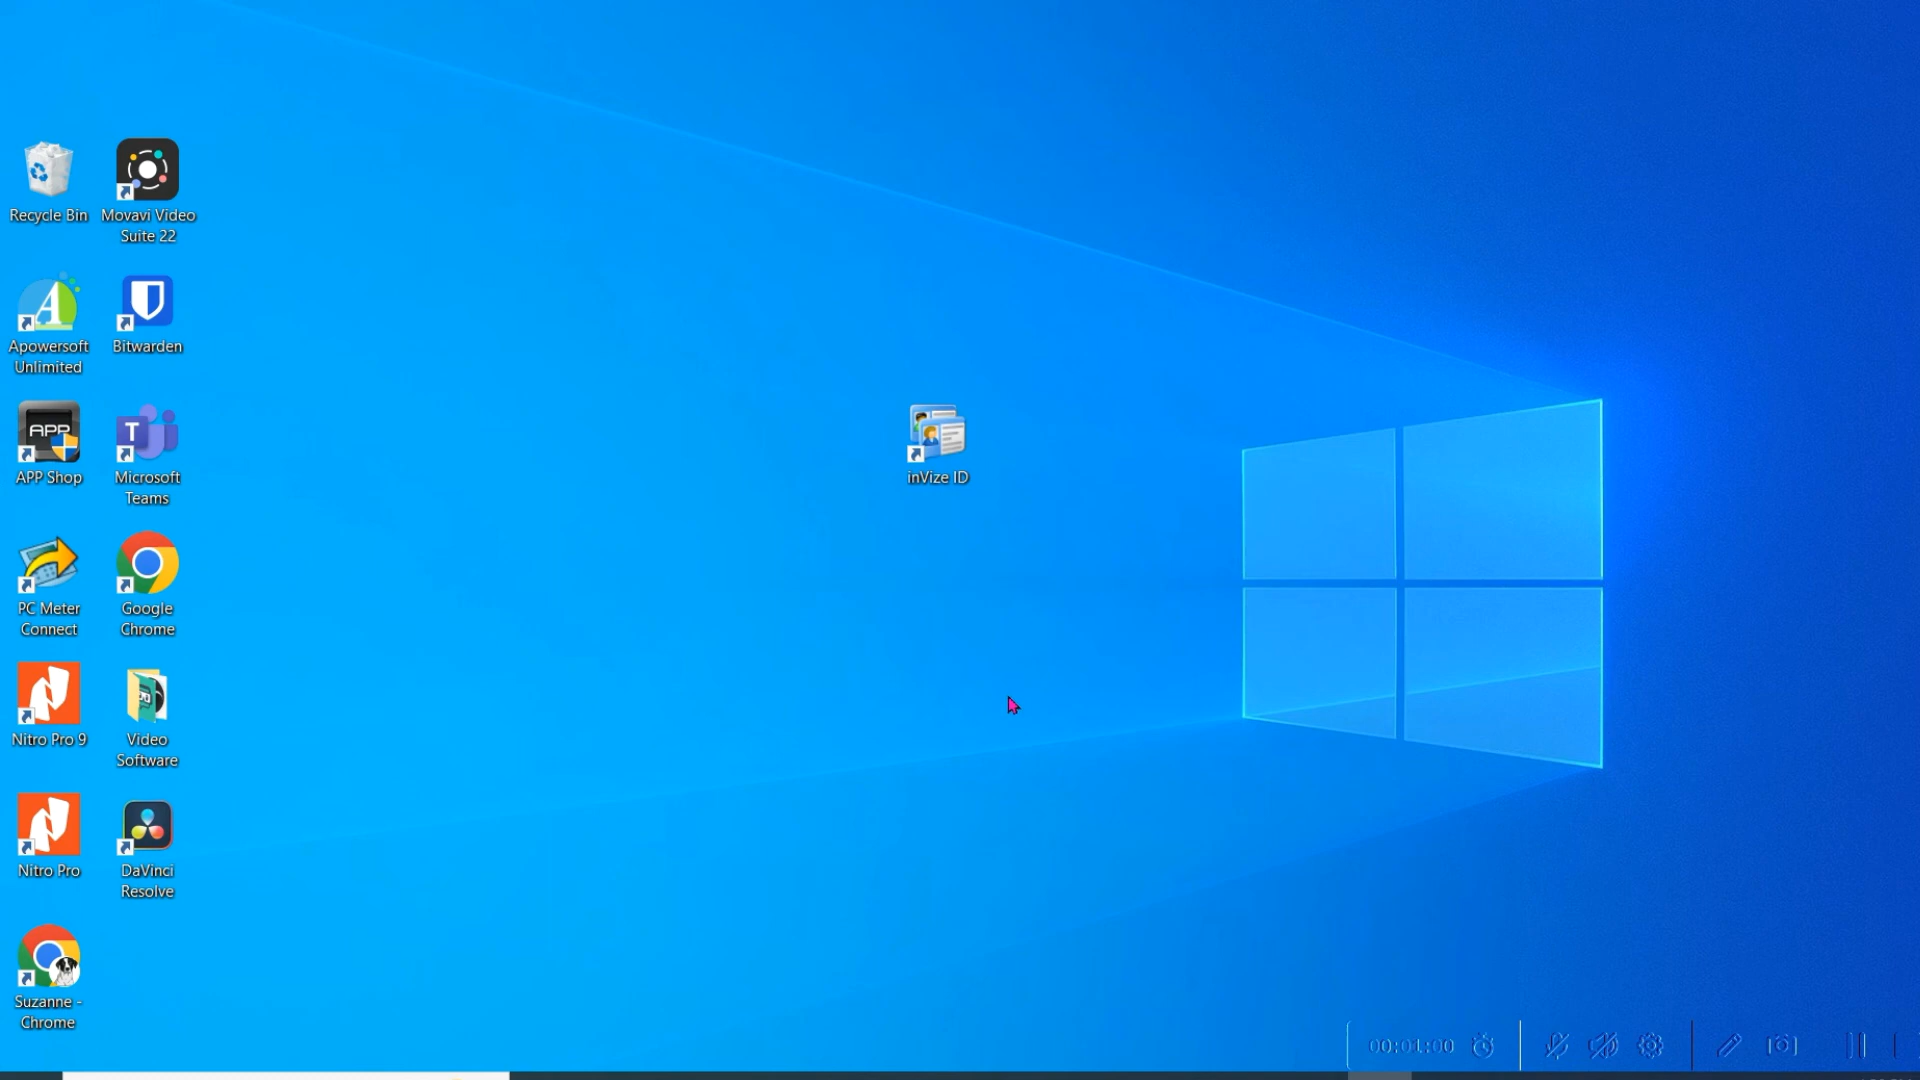 Recycle Bin
Movavi Video
Suite 22
Apowersoft
Unlimited
Bitwarden
APP
APP Shop
T
Microsoft
Teams
PC Meter
Connect
Google
Chrome
Nitro Pro 9
Video
Software
Nitro Pro
DaVinci
Resolve
Suzanne -
Chrome
inVize ID
00:01:00